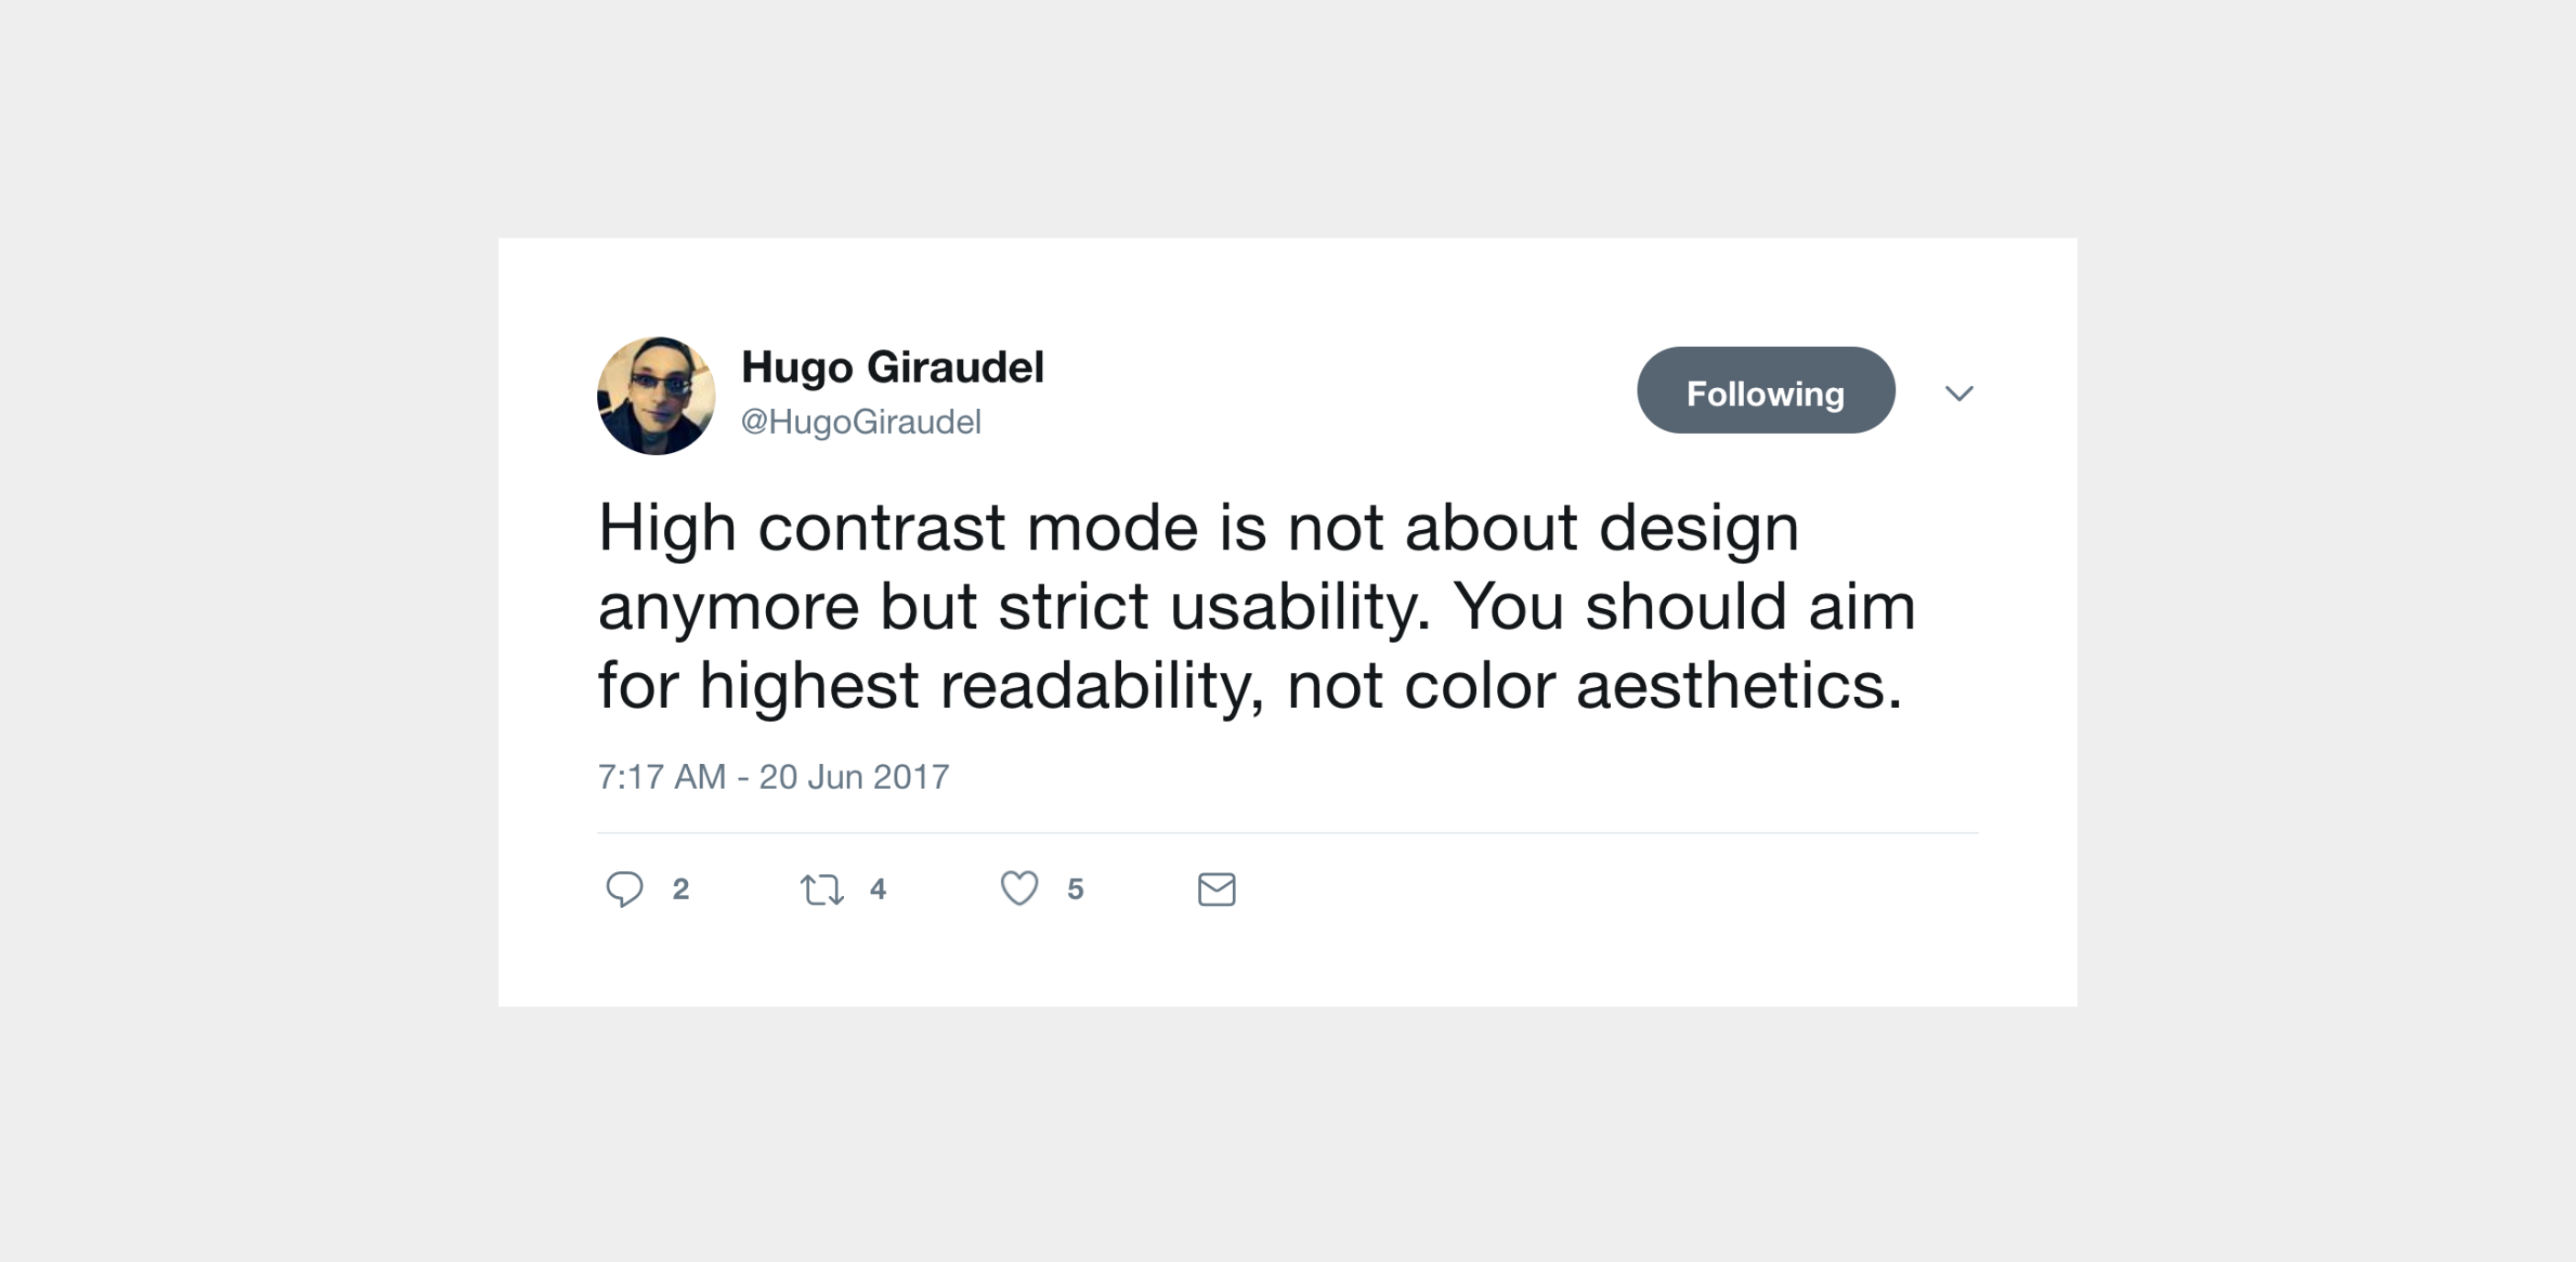 Hugo Giraudel
@HugoGiraudel
Following
High contrast mode is not about design
anymore but strict usability. You should aim
for highest readability, not color aesthetics.
7:17 AM - 20 Jun 2017
2 4 5